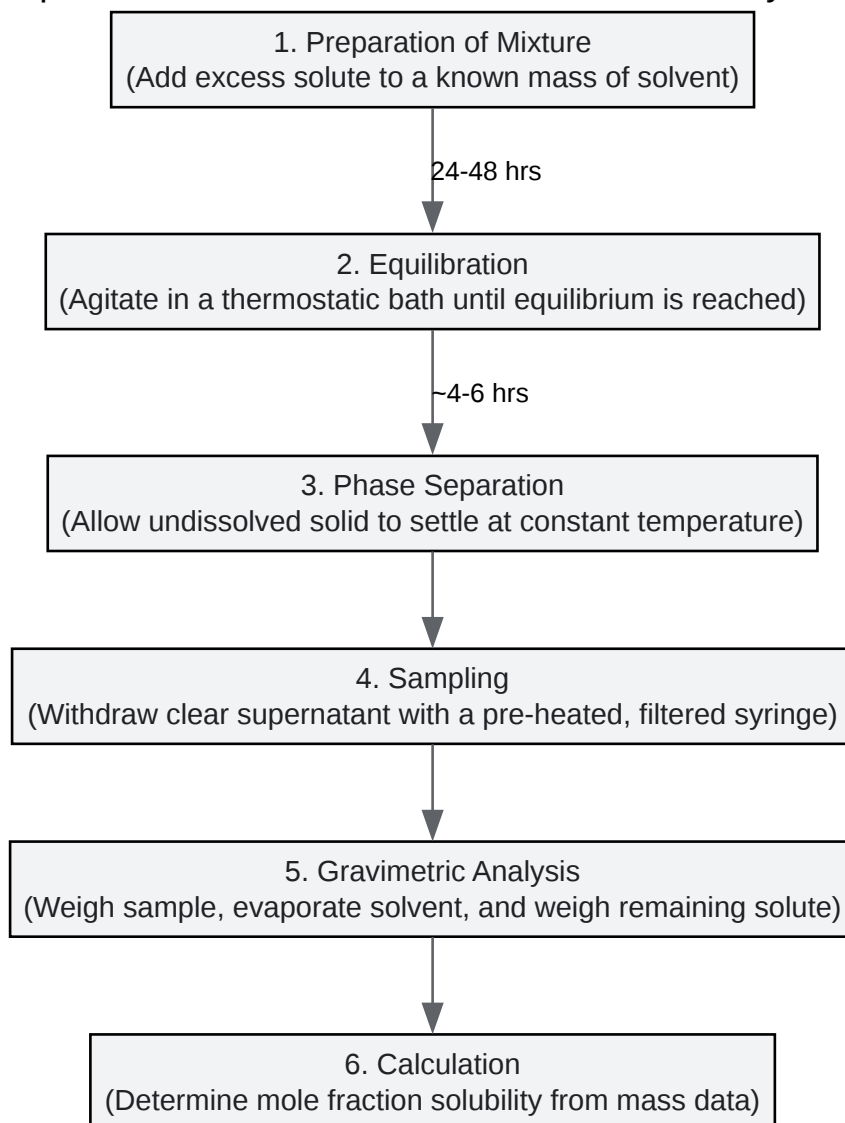 1. Preparation of Mixture
(Add excess solute to a known mass of solvent)
24-48 hrs
2. Equilibration
(Agitate in a thermostatic bath until equilibrium is reached)
~4-6 hrs
3. Phase Separation
(Allow undissolved solid to settle at constant temperature)
4. Sampling
(Withdraw clear supernatant with a pre-heated, filtered syringe)
5. Gravimetric Analysis
(Weigh sample, evaporate solvent, and weigh remaining solute)
6. Calculation
(Determine mole fraction solubility from mass data)